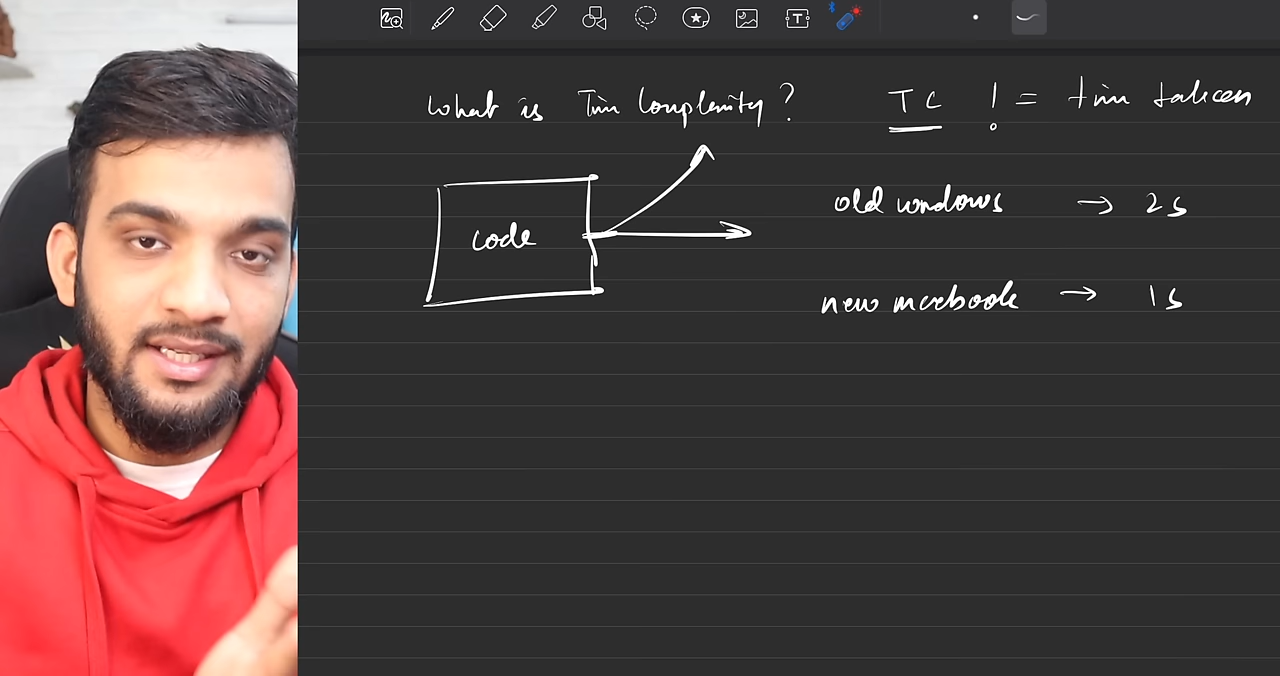 What is Time Complexity? TC != time taken
old windows → 2s
code
new macbook → 1s